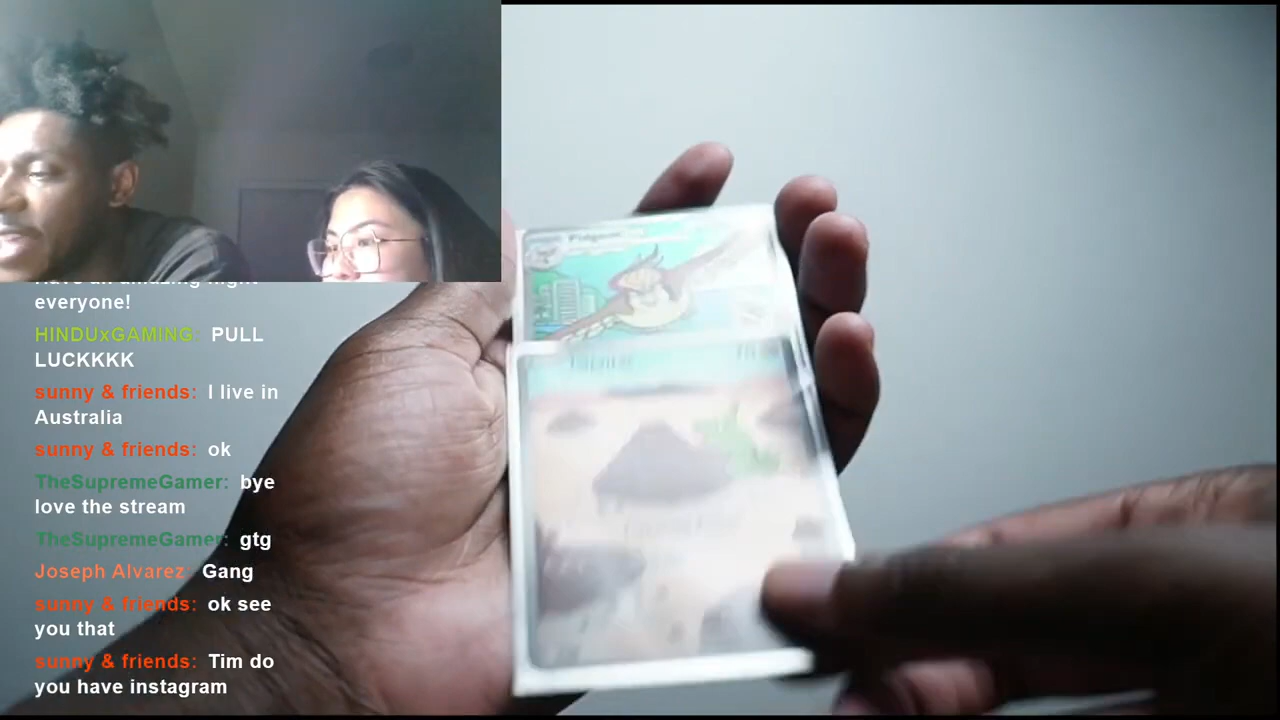 everyone!
HINDUxGAMING: PULL
LUCKKKK
sunny & friends: I live in
Australia
sunny & friends: ok
TheSupremeGamer: bye
love the stream
TheSupremeGamer: gtg
Joseph Alvarez: Gang
sunny & friends: ok see
you that
sunny & friends: Tim do
you have instagram